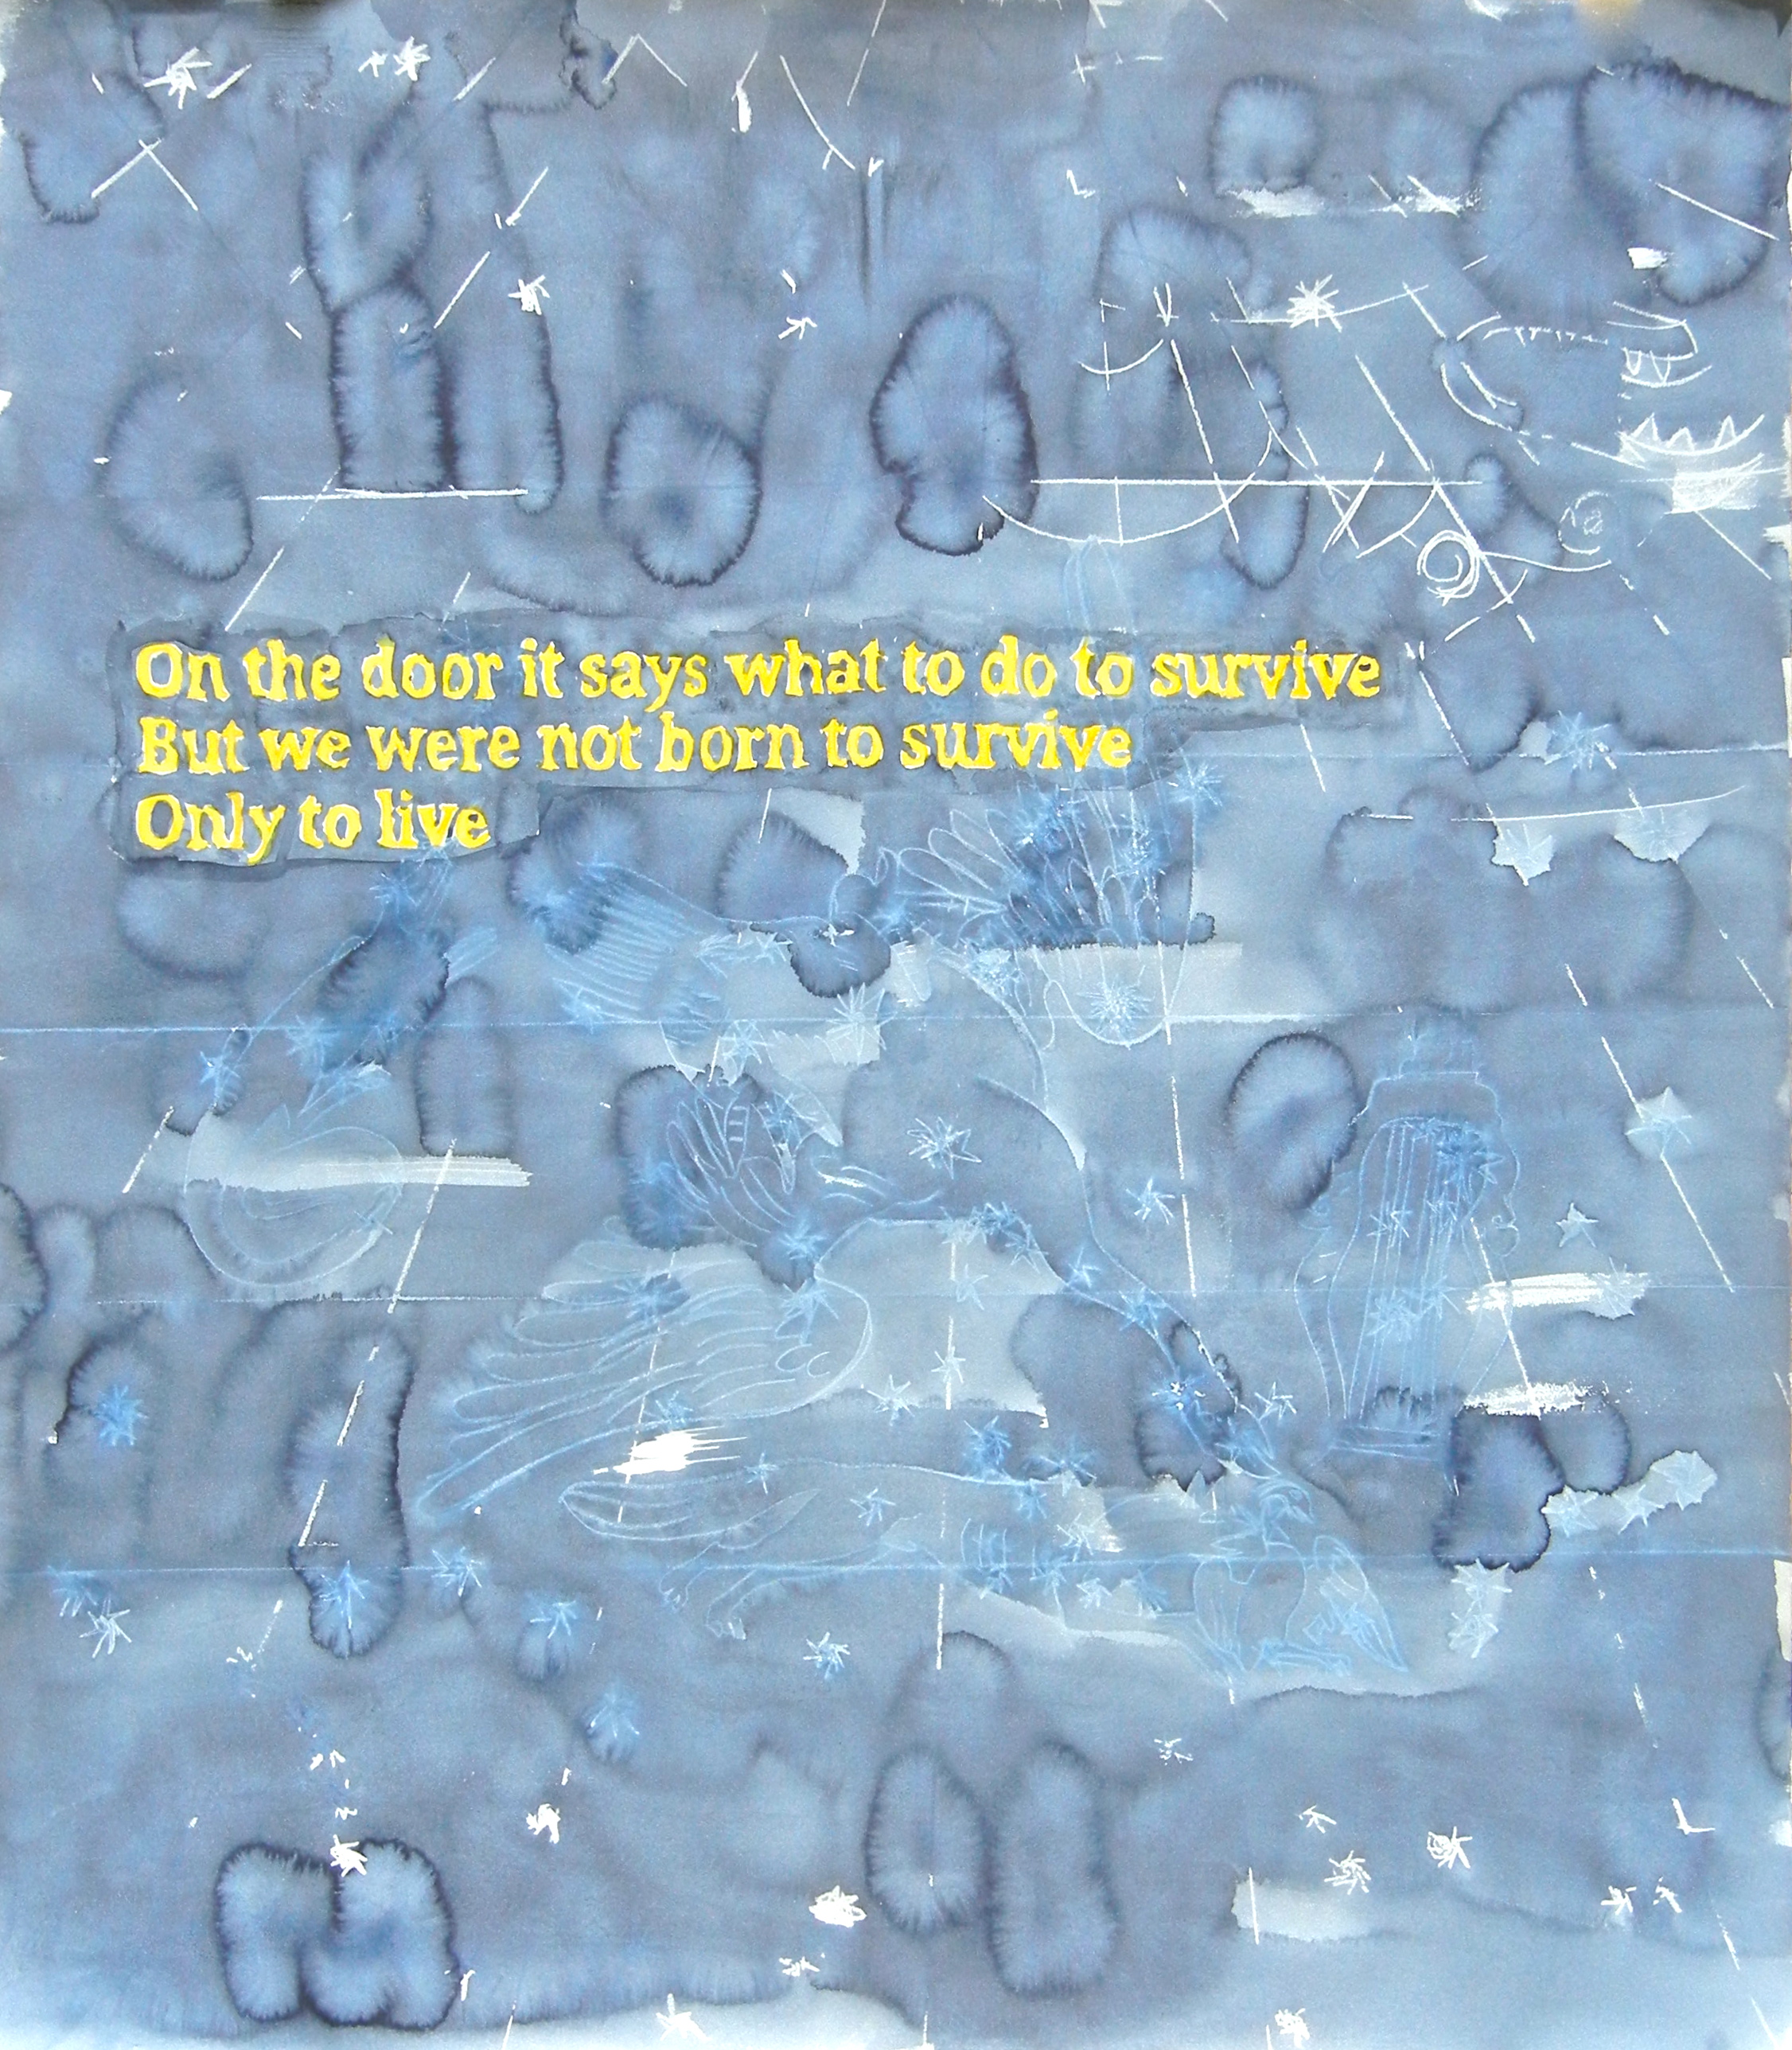 On the door it says what to do to survive
But we were not born to survive
Only to live